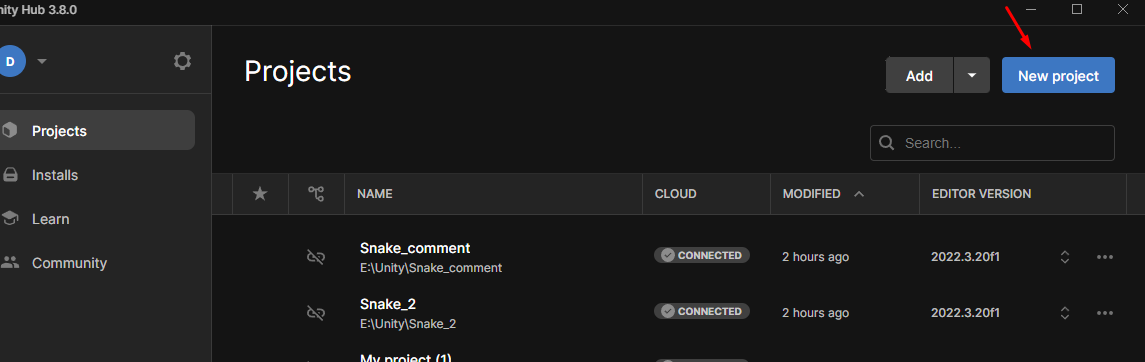 nity Hub 3.8.0
D
Projects
Add
New project
Projects
Search...
Installs
NAME
CLOUD
MODIFIED
EDITOR VERSION
Learn
Snake_comment
E:\Unity\Snake_comment
CONNECTED
2 hours ago
2022.3.20f1
Community
Snake_2
E:\Unity\Snake_2
CONNECTED
2 hours ago
2022.3.20f1
My project (1)